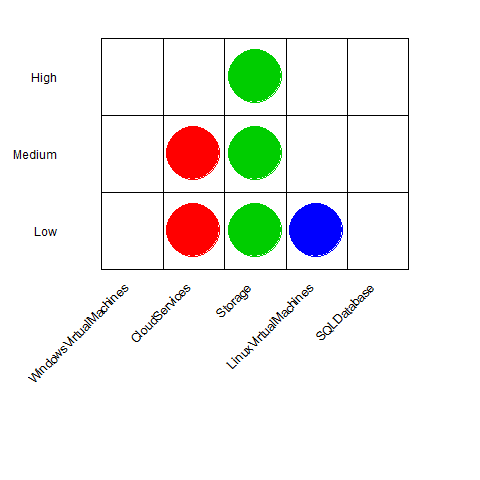 High
Medium
Low
WindowsVirtualMachines
CloudServices
Storage
LinuxVirtualMachines
SQLDatabase